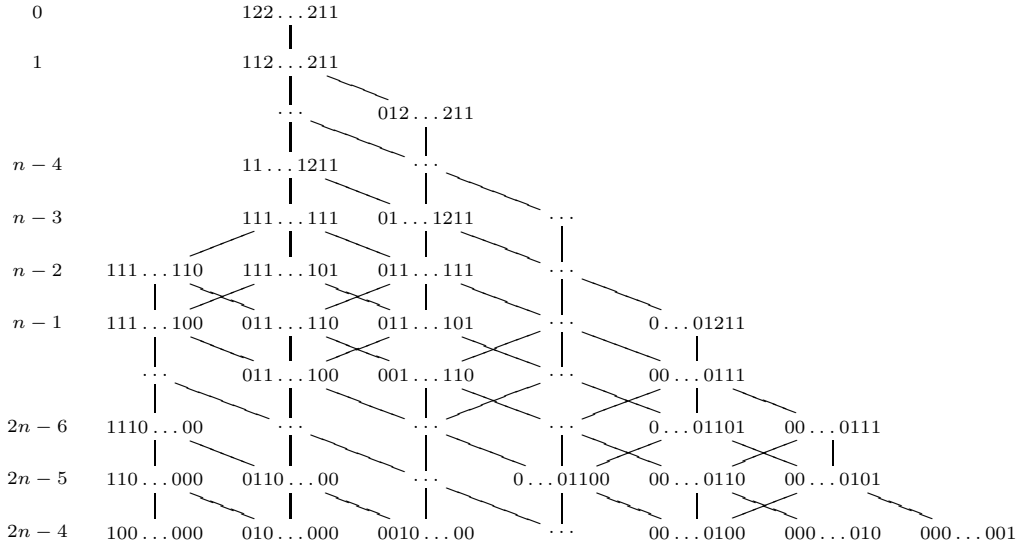 0 122...211
1 112...211
... 012...211
n − 4 11...1211 ...
n − 3 111...111 01...1211 ...
n − 2 111...110 111...101 011...111 ...
n − 1 111...100 011...110 011...101 ... 0...01211
... 011...100 001...110 ... 00...0111
2n − 6 1110...00 ... ... ... 0...01101 00...0111
2n − 5 110...000 0110...00 ... 0...01100 00...0110 00...0101
2n − 4 100...000 010...000 0010...00 ... 00...0100 000...010 000...001